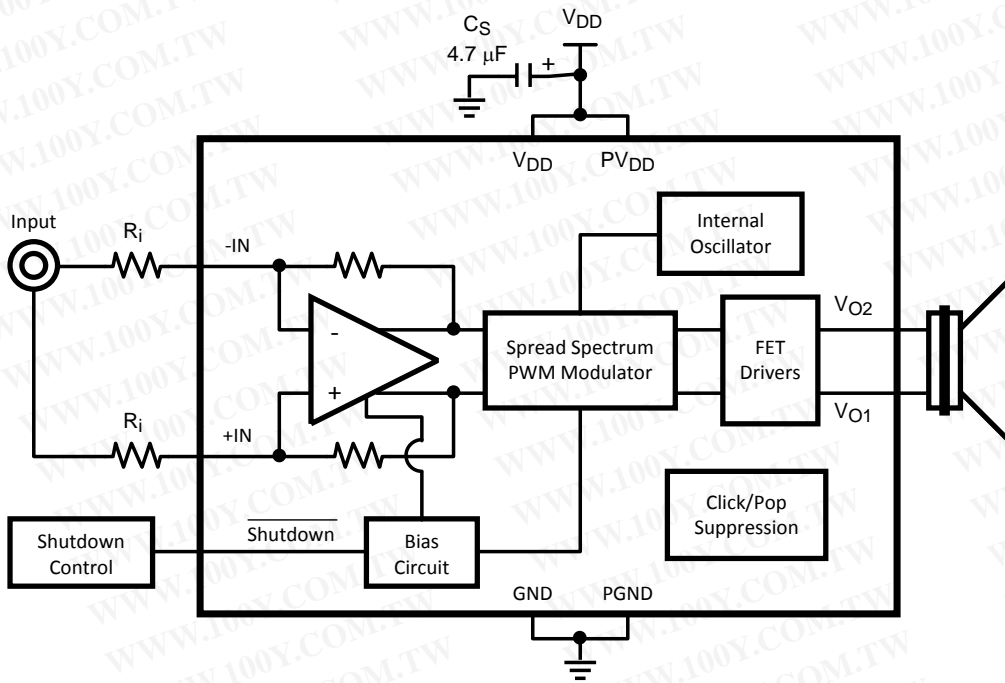 C_S
4.7 μF
+
V_DD
V_DD
PV_DD
Input
R_i
-IN
Internal
Oscillator
-
+
Spread Spectrum
PWM Modulator
FET
Drivers
V_O2
V_O1
R_i
+IN
Click/Pop
Suppression
Shutdown
Control
Shutdown
Bias
Circuit
GND
PGND
WWW.100Y.COM.TW